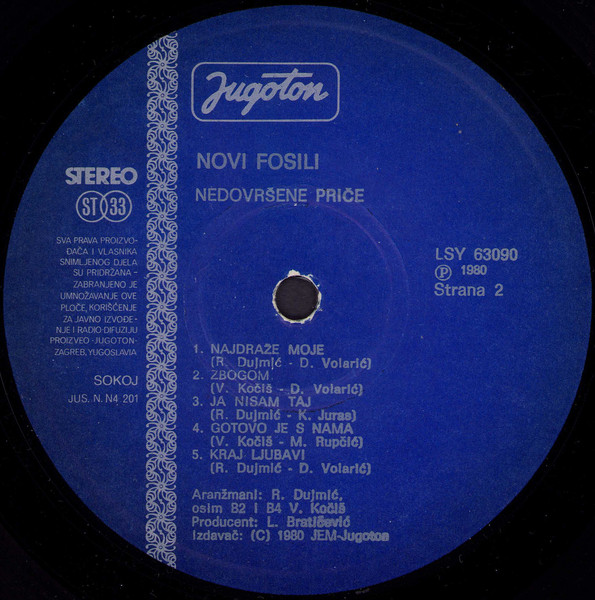 Jugoton
NOVI FOSILI
NEDOVRŠENE PRIČE
STEREO
ST 33
SVA PRAVA PROIZVO-
ĐAČA I VLASNIKA
SNIMLJENOG DJELA
SU PRIDRŽANA -
ZABRANJENO JE
UMNOŽAVANJE OVE
PLOČE, KORIŠĆENJE
ZA JAVNO IZVOĐE-
NJE I RADIO-DIFUZIJU
PROIZVEO -JUGOTON-
ZAGREB, YUGOSLAVIA
SOKOJ
JUS. N. N4 201
LSY 63090
Ⓟ 1980
Strana 2
1. NAJDRAŽE MOJE
(R. Dujmić - D. Volarić)
2. ZBOGOM
(V. Kočiš - D. Volarić)
3. JA NISAM TAJ
(R. Dujmić - K. Juras)
4. GOTOVO JE S NAMA
(V. Kočiš - M. Rupčić)
5. KRAJ LJUBAVI
(R. Dujmić - D. Volarić)
Aranžmani: R. Dujmić,
osim B2 i B4 V. Kočiš
Producent: L. Bratičević
Izdavač: (C) 1980 JEM-Jugoton